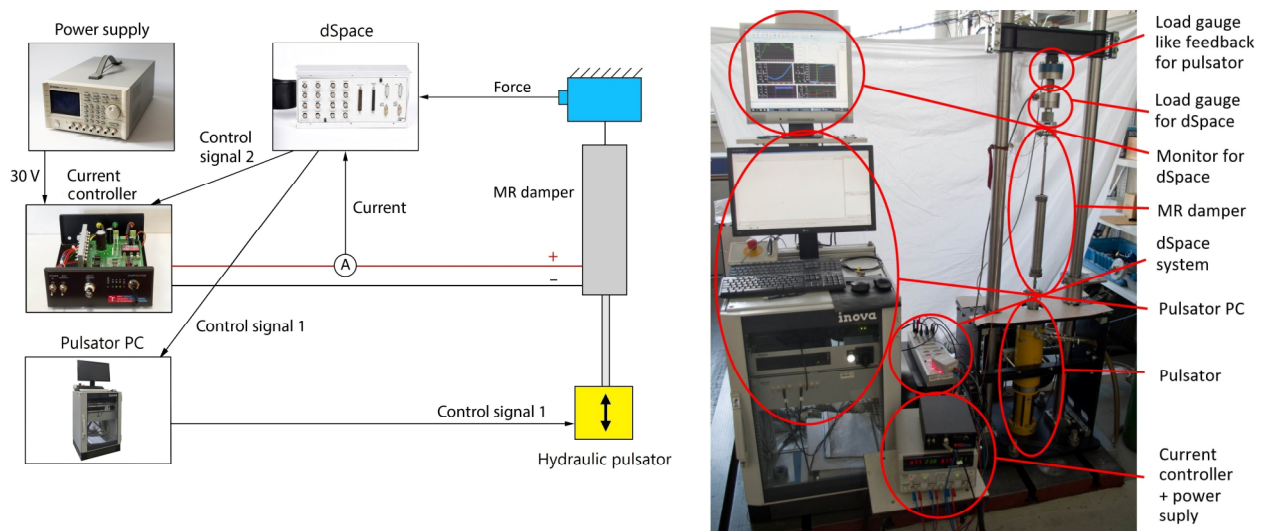 Power supply
dSpace
Force
Control
signal 2
30 V
Current
controller
Current
MR damper
A
+
–
Control signal 1
Pulsator PC
Control signal 1
Hydraulic pulsator
inova
Load gauge
like feedback
for pulsator
Load gauge
for dSpace
Monitor for
dSpace
MR damper
dSpace
system
Pulsator PC
Pulsator
Current
controller
+ power
suply